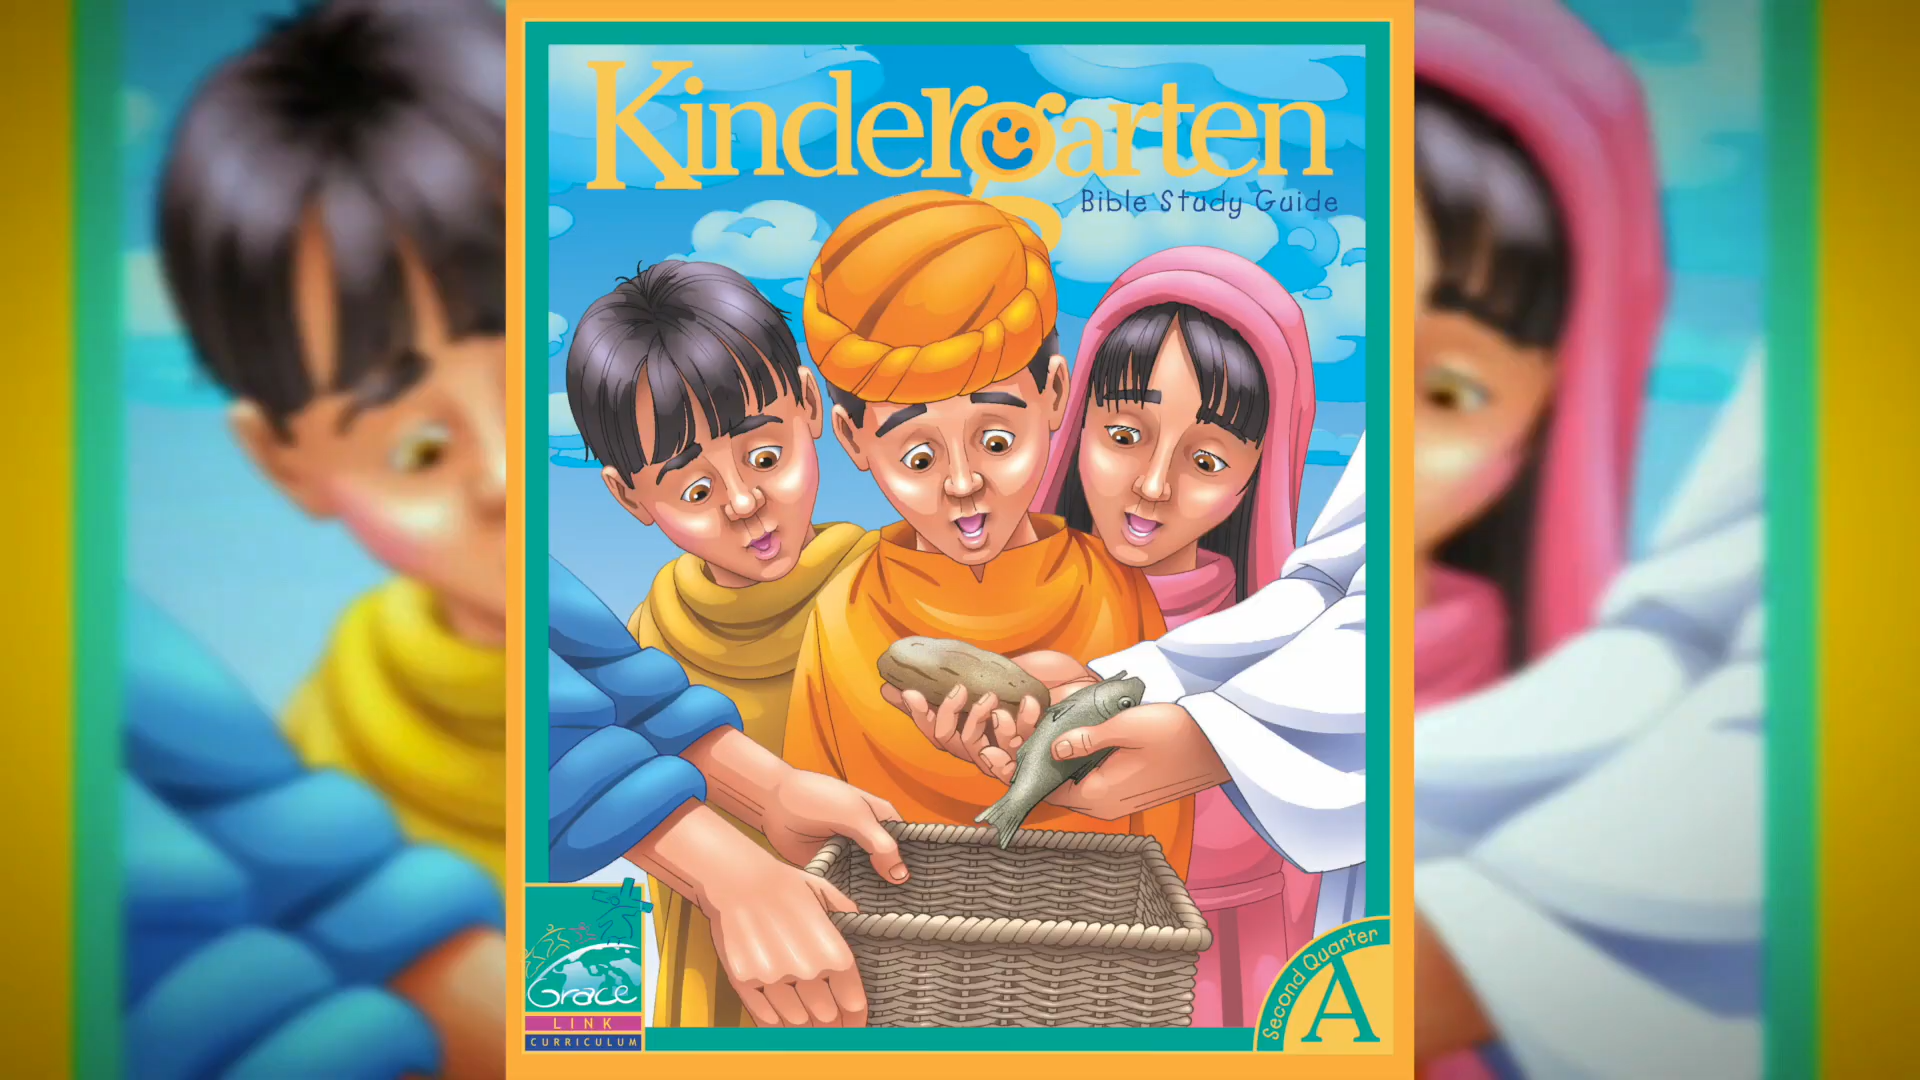 Kindergarten
Bible Study Guide
Grace
LINK
CURRICULUM
Second Quarter
A